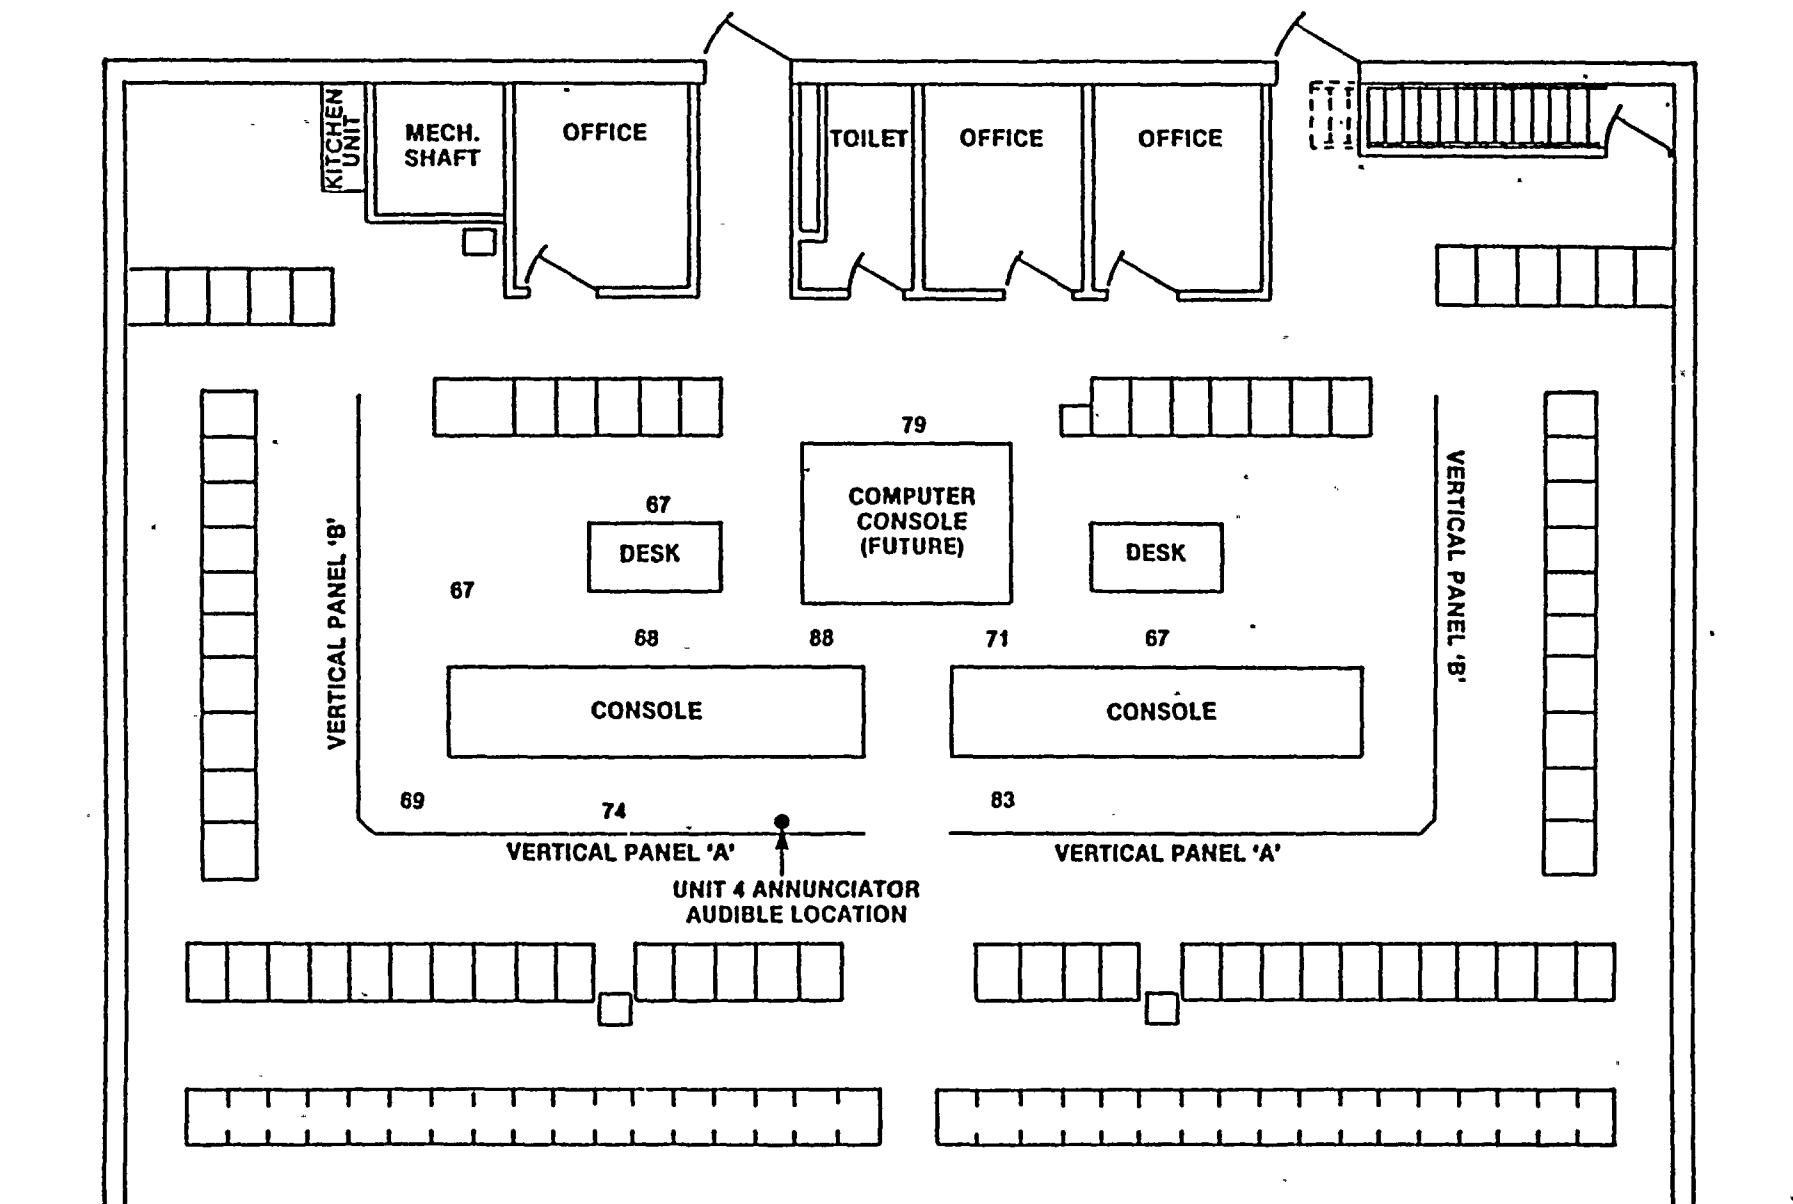 KITCHEN
UNIT
MECH.
SHAFT
OFFICE
TOILET
OFFICE
OFFICE
79
COMPUTER
CONSOLE
(FUTURE)
67
DESK
DESK
VERTICAL PANEL 'B'
VERTICAL PANEL 'B'
67
68
88
71
67
CONSOLE
CONSOLE
69
74
83
VERTICAL PANEL 'A'
VERTICAL PANEL 'A'
UNIT 4 ANNUNCIATOR
AUDIBLE LOCATION